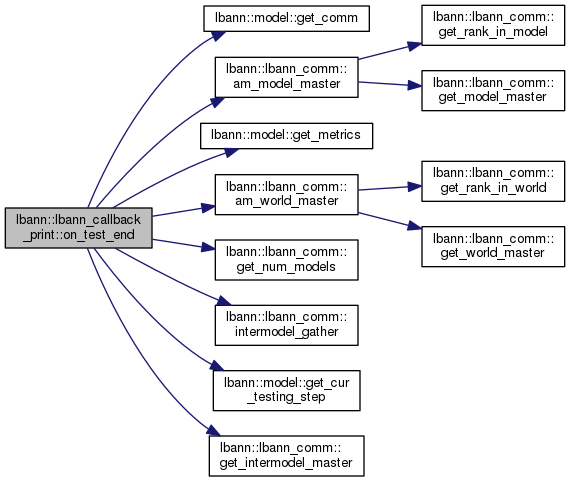 lbann::lbann_callback
_print::on_test_end
lbann::model::get_comm
lbann::lbann_comm::
am_model_master
lbann::lbann_comm::
get_rank_in_model
lbann::lbann_comm::
get_model_master
lbann::model::get_metrics
lbann::lbann_comm::
am_world_master
lbann::lbann_comm::
get_rank_in_world
lbann::lbann_comm::
get_world_master
lbann::lbann_comm::
get_num_models
lbann::lbann_comm::
intermodel_gather
lbann::model::get_cur
_testing_step
lbann::lbann_comm::
get_intermodel_master